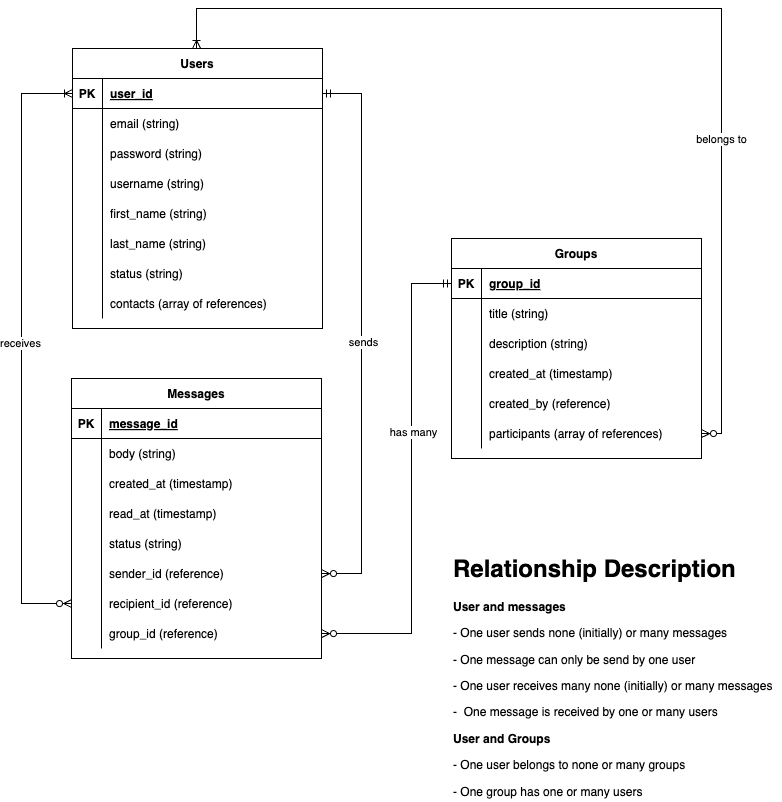 Users
PK user_id
email (string)
password (string)
username (string)
first_name (string)
last_name (string)
status (string)
contacts (array of references)
belongs to
Groups
PK group_id
title (string)
description (string)
created_at (timestamp)
created_by (reference)
participants (array of references)
receives
sends
has many
Messages
PK message_id
body (string)
created_at (timestamp)
read_at (timestamp)
status (string)
sender_id (reference)
recipient_id (reference)
group_id (reference)
Relationship Description
User and messages
- One user sends none (initially) or many messages
- One message can only be send by one user
- One user receives many none (initially) or many messages
- One message is received by one or many users
User and Groups
- One user belongs to none or many groups
- One group has one or many users